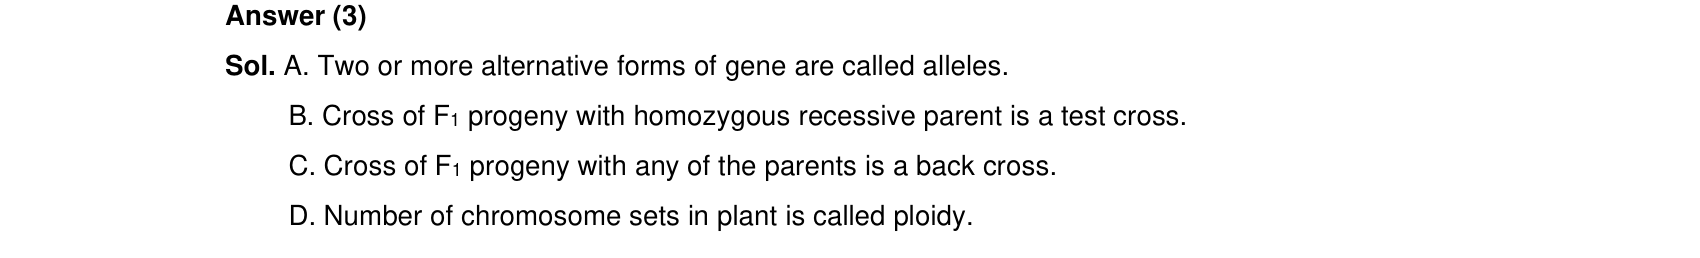 Answer (3)
Sol. A. Two or more alternative forms of gene are called alleles.
B. Cross of F₁ progeny with homozygous recessive parent is a test cross.
C. Cross of F₁ progeny with any of the parents is a back cross.
D. Number of chromosome sets in plant is called ploidy.